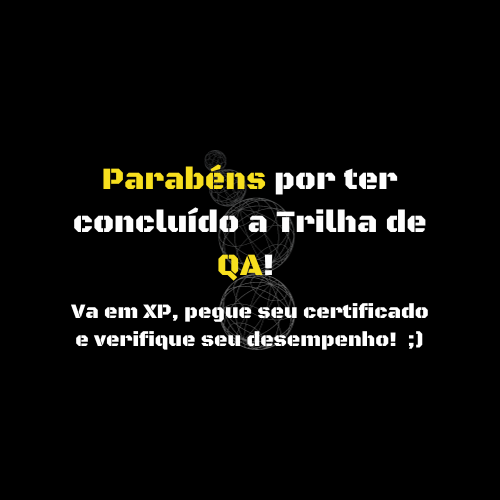 Parabéns por ter
concluído a Trilha de
QA!
Va em XP, pegue seu certificado
e verifique seu desempenho! ;)